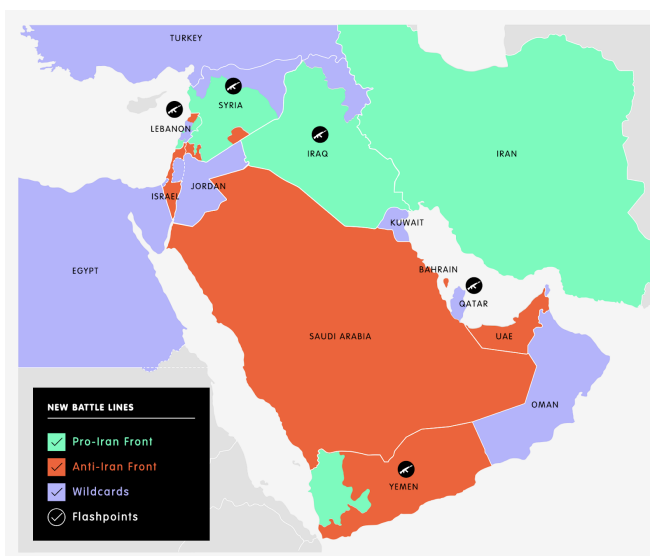 TURKEY
SYRIA
LEBANON
IRAQ
IRAN
ISRAEL
JORDAN
KUWAIT
EGYPT
BAHRAIN
QATAR
SAUDI ARABIA
UAE
OMAN
YEMEN
NEW BATTLE LINES
Pro-Iran Front
Anti-Iran Front
Wildcards
Flashpoints